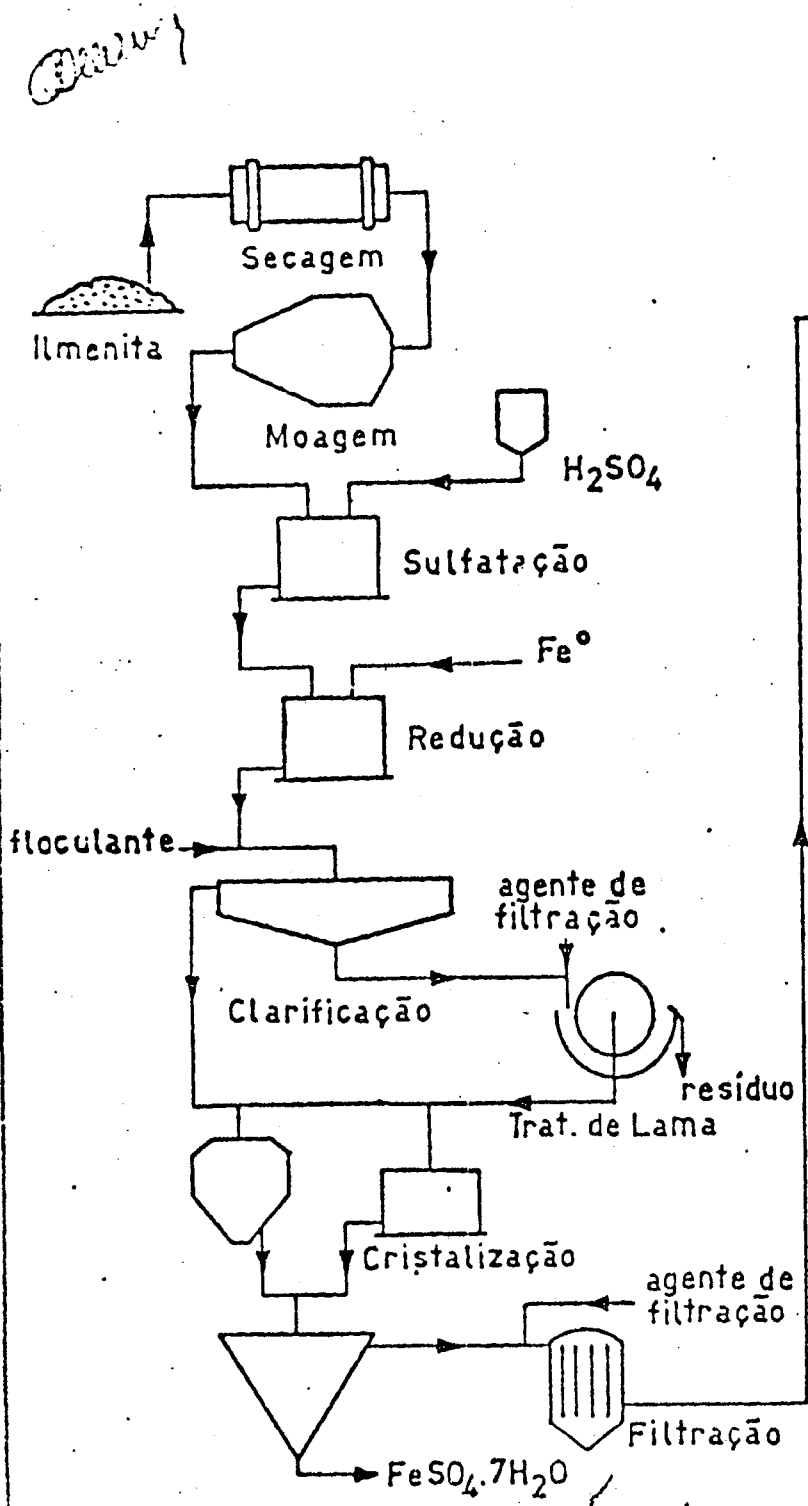 Secagem
Ilmenita
Moagem
H₂SO₄
Sulfatação
Fe°
Redução
floculante
agente de
filtração
Clarificação
resíduo
Trat. de Lama
Cristalização
agente de
filtração
Filtração
FeSO₄.7H₂O